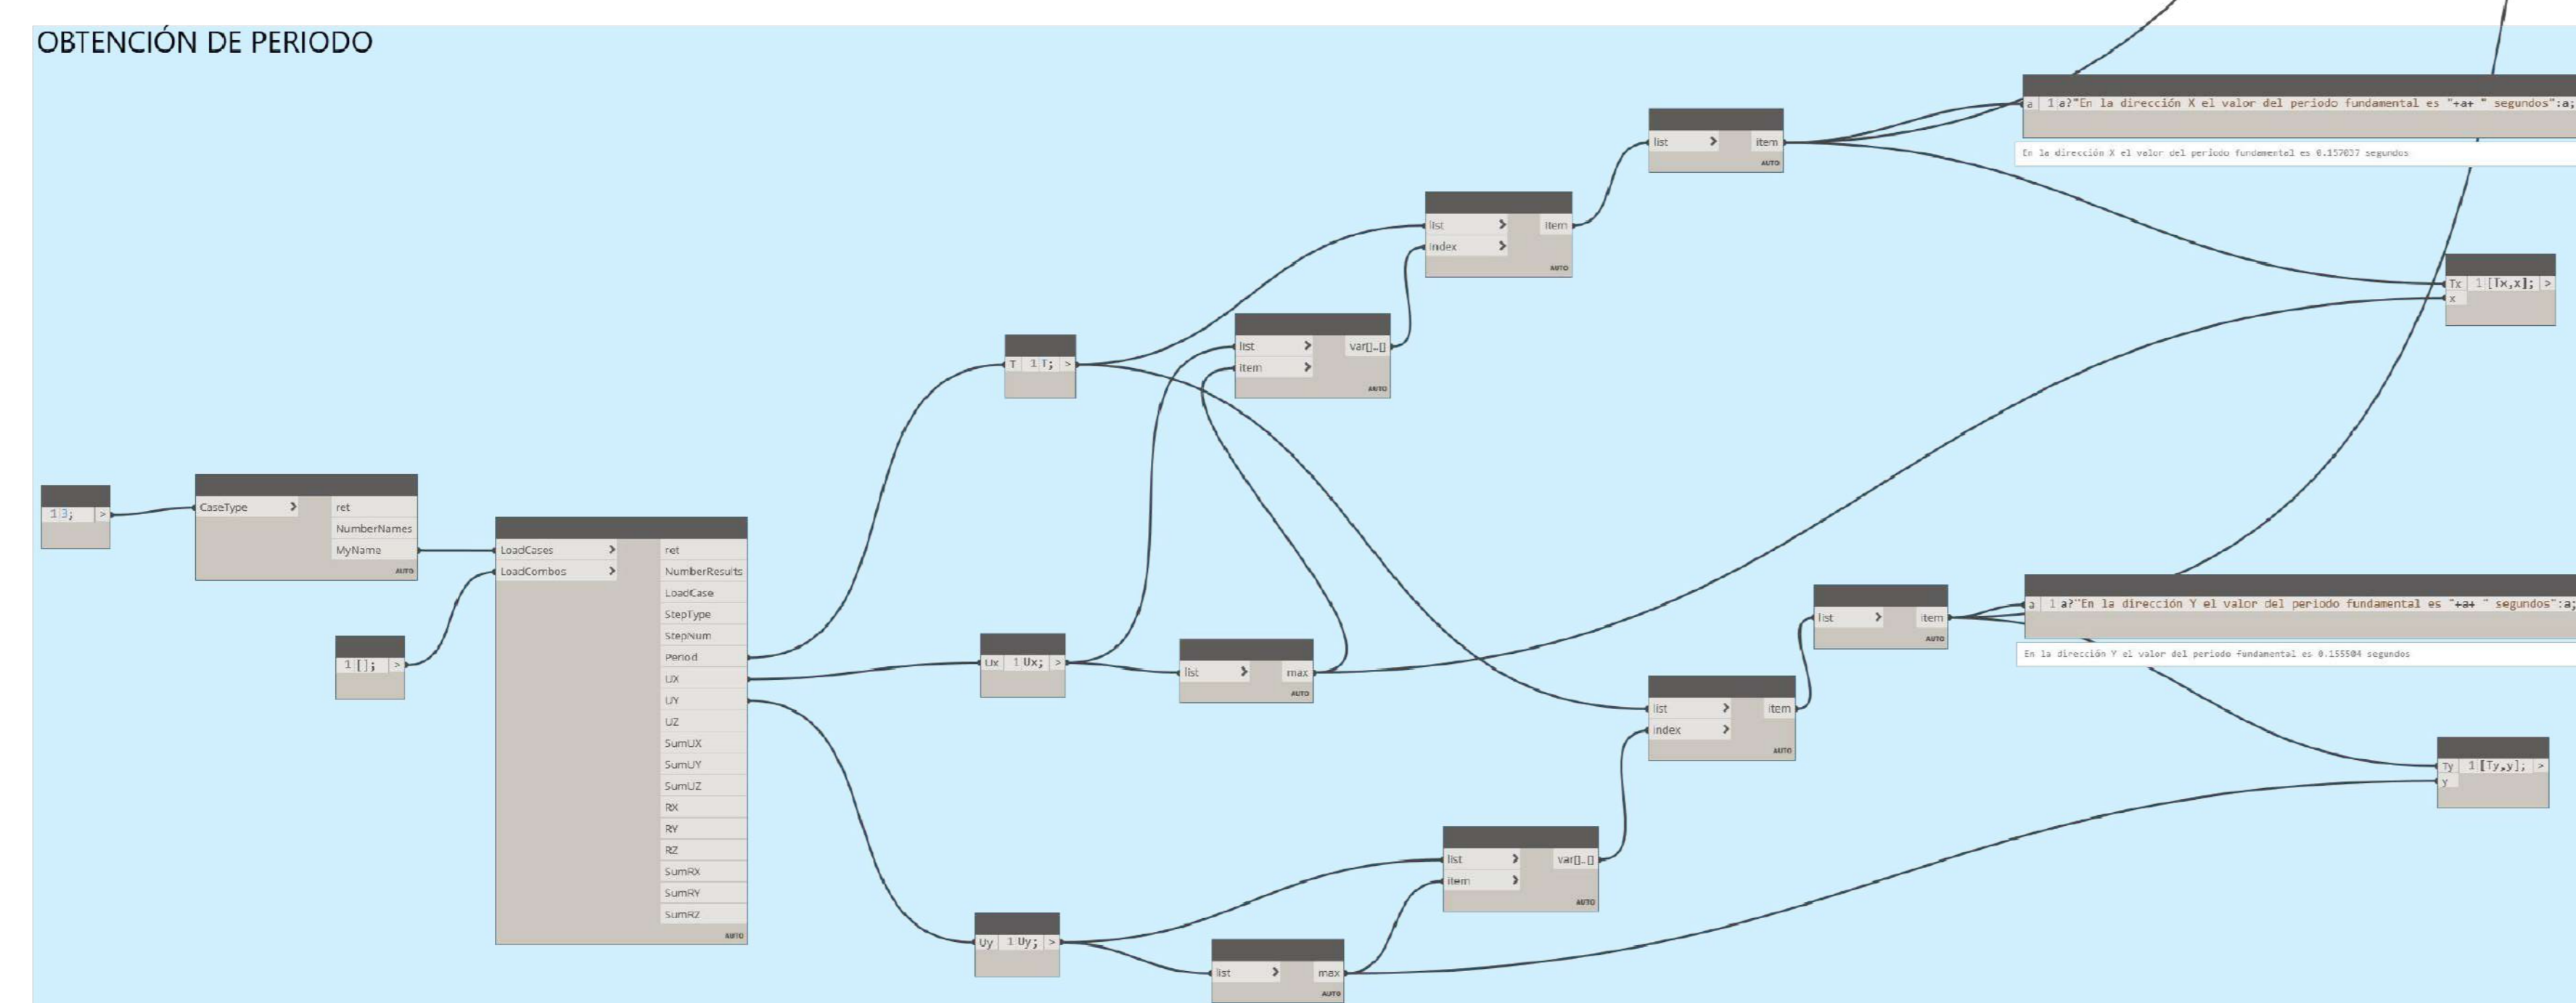 OBTENCIÓN DE PERIODO
a 1 a?"En la dirección X el valor del periodo fundamental es "+a+ " segundos":a;
En la dirección X el valor del periodo fundamental es 0.157037 segundos
list > item
AUTO
list > item
index >
AUTO
Tx 1 [Tx,x]; >
x
list > var[]..[]
item >
AUTO
T 1 T; >
1 3; >
CaseType > ret
NumberNames
MyName
AUTO
1 []; >
LoadCases > ret
LoadCombos > NumberResults
LoadCase
StepType
StepNum
Period
UX
UY
UZ
SumUX
SumUY
SumUZ
RX
RY
RZ
SumRX
SumRY
SumRZ
AUTO
Ux 1 Ux; >
list > max
AUTO
list > item
AUTO
a 1 a?"En la dirección Y el valor del periodo fundamental es "+a+ " segundos":a;
En la dirección Y el valor del periodo fundamental es 0.155504 segundos
list > item
index >
AUTO
Ty 1 [Ty,y]; >
y
list > var[]..[]
item >
AUTO
Uy 1 Uy; >
list > max
AUTO